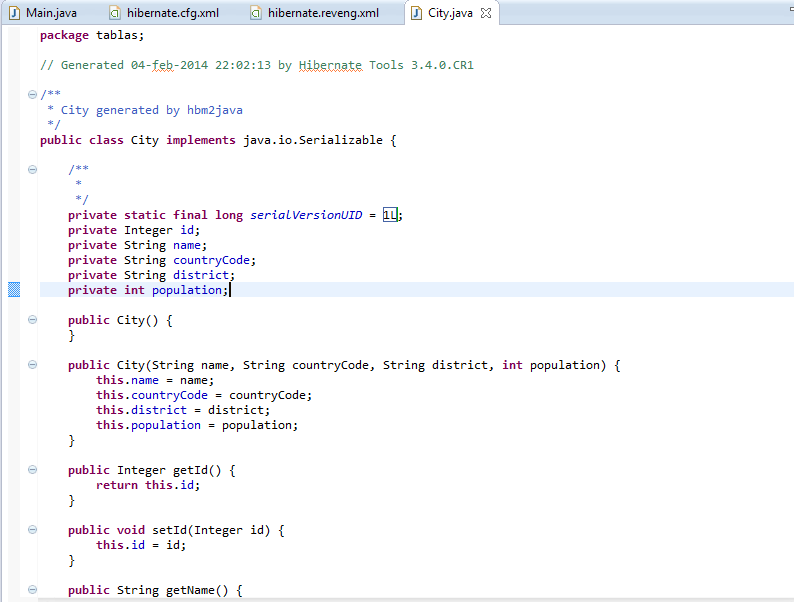 Main.java hibernate.cfg.xml hibernate.reveng.xml City.java
package tablas;
// Generated 04-feb-2014 22:02:13 by Hibernate Tools 3.4.0.CR1
/**
* City generated by hbm2java
*/
public class City implements java.io.Serializable {
/**
*
*/
private static final long serialVersionUID = 1L;
private Integer id;
private String name;
private String countryCode;
private String district;
private int population;
public City() {
}
public City(String name, String countryCode, String district, int population) {
this.name = name;
this.countryCode = countryCode;
this.district = district;
this.population = population;
}
public Integer getId() {
return this.id;
}
public void setId(Integer id) {
this.id = id;
}
public String getName() {